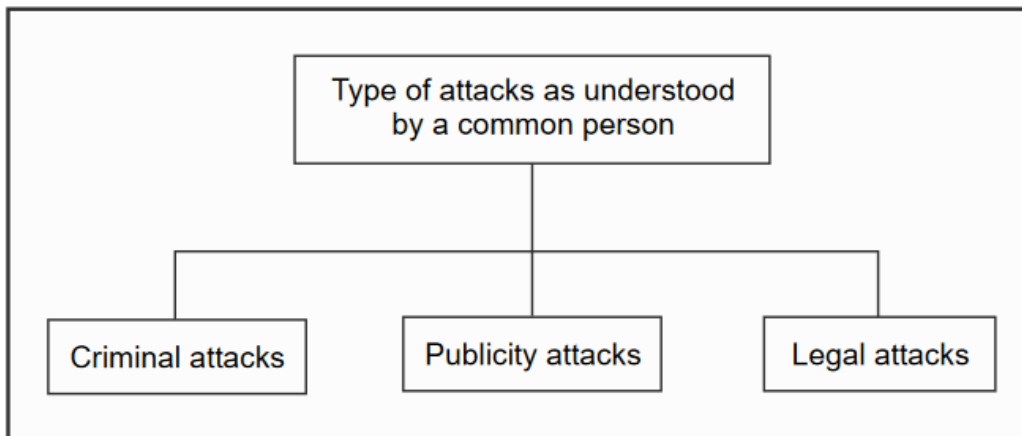 Type of attacks as understood
by a common person
Criminal attacks
Publicity attacks
Legal attacks